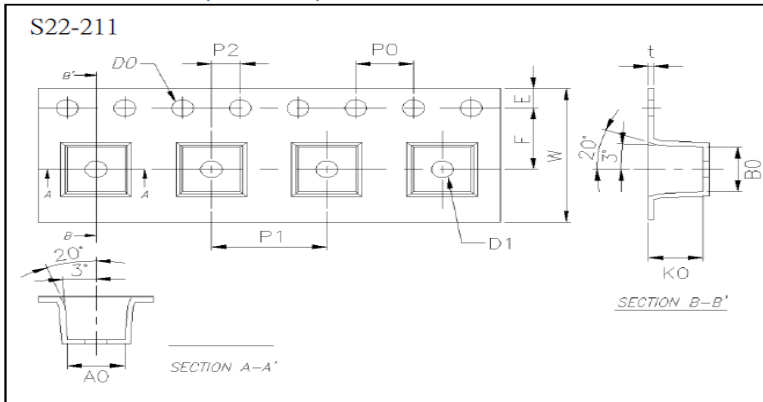 S22-211
P2
P0
t
B'
D0
E
F
W
20°
3°
B0
A
A
P1
D1
B
K0
20°
3°
SECTION B-B'
A0
SECTION A-A'